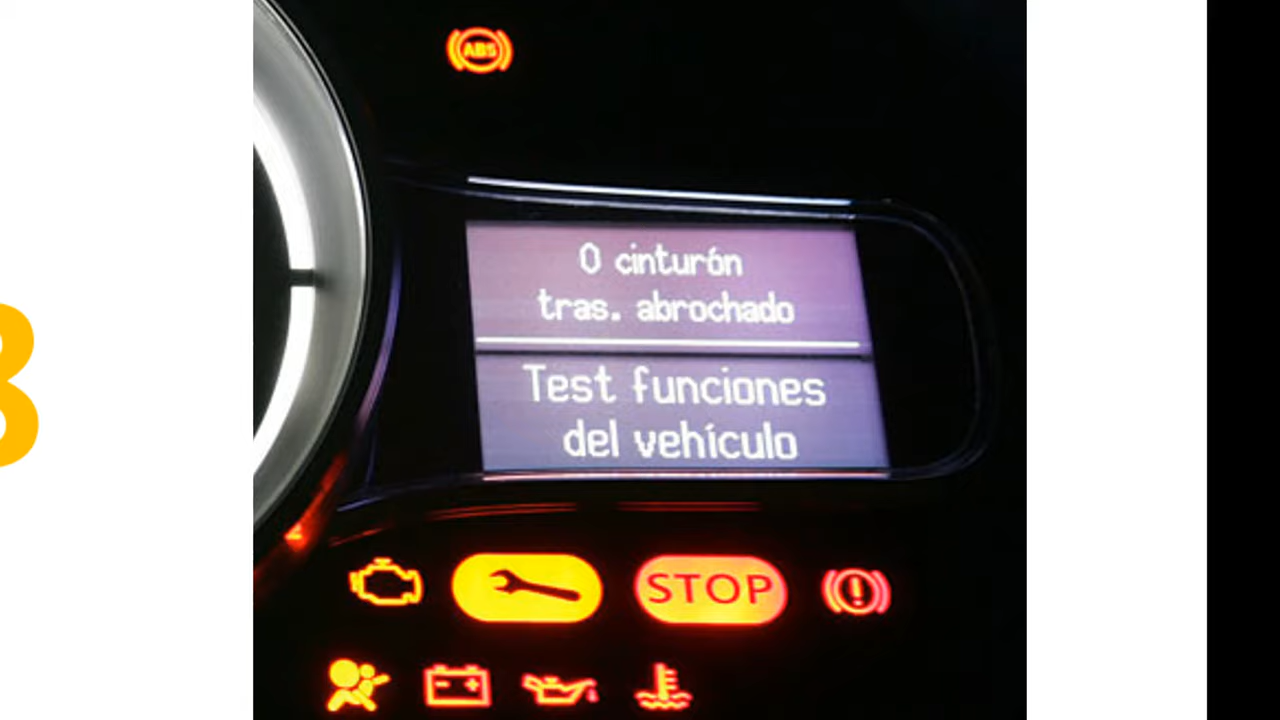 ABS
0 cinturón
tras. abrochado
Test funciones
del vehículo
STOP